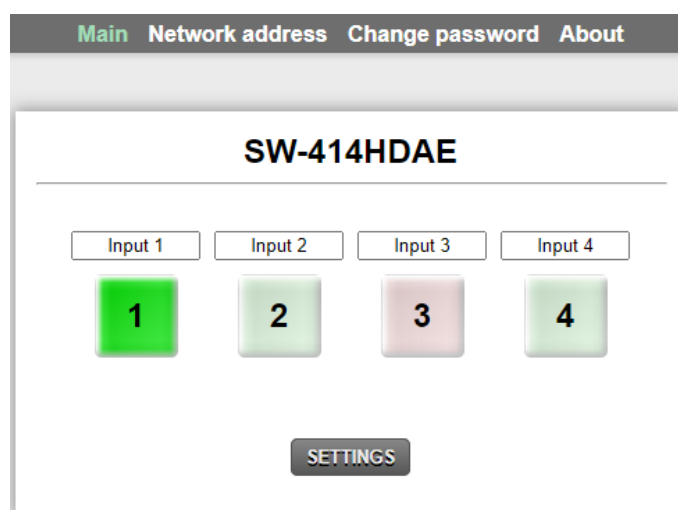 Main Network address Change password About
SW-414HDAE
Input 1 Input 2 Input 3 Input 4
1 2 3 4
SETTINGS